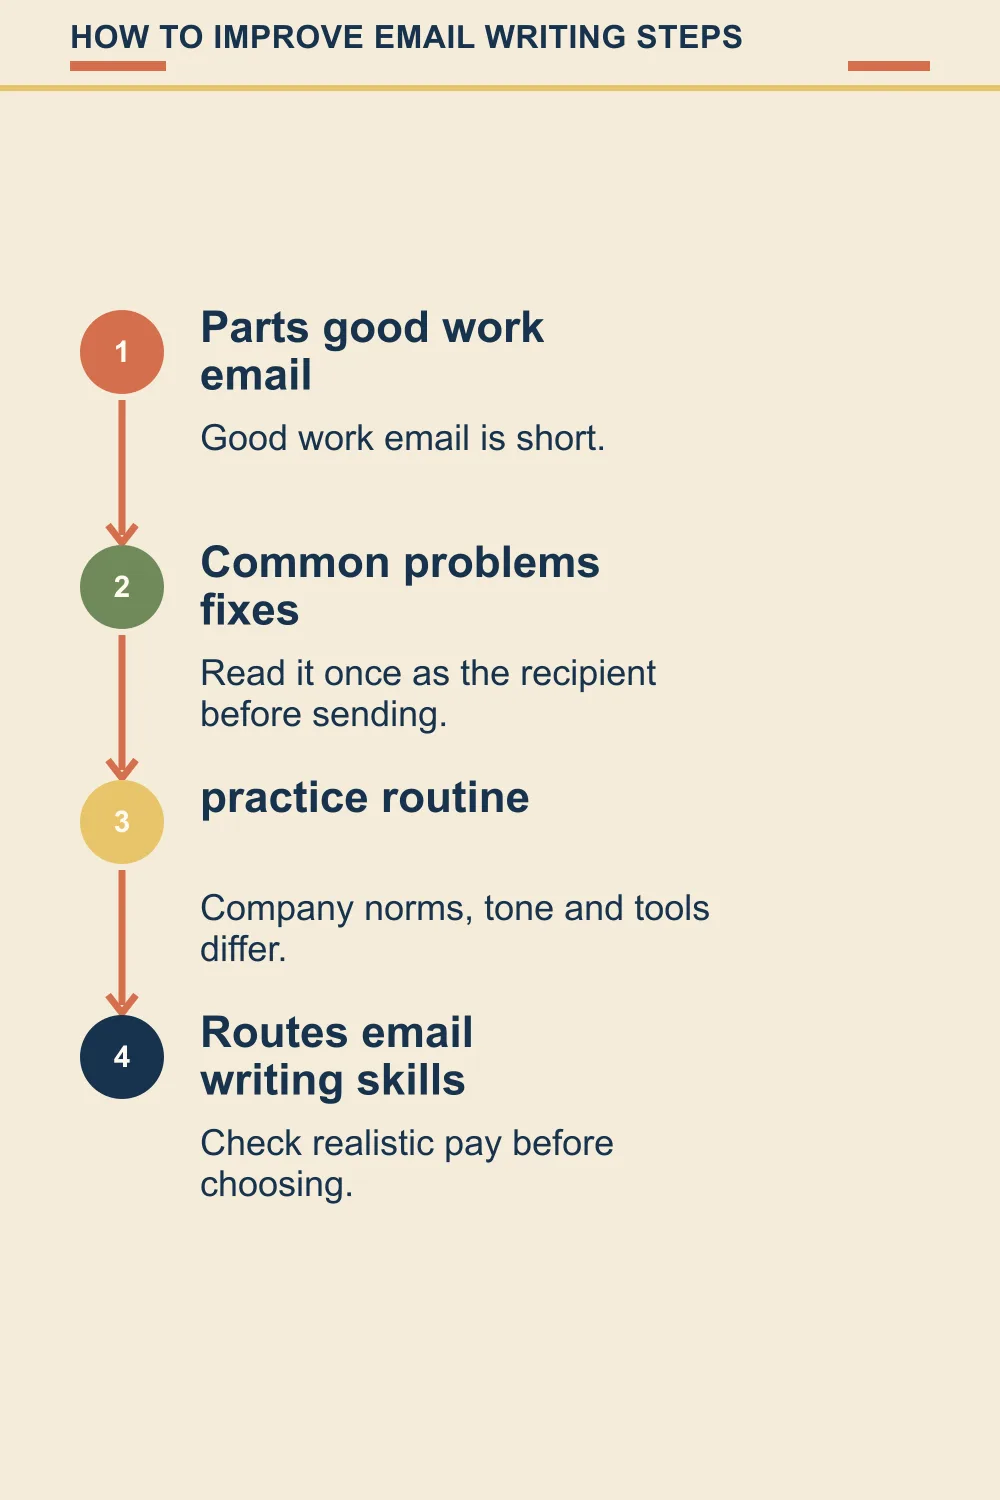 HOW TO IMPROVE EMAIL WRITING STEPS
1
Parts good work
email
Good work email is short.
2
Common problems
fixes
Read it once as the recipient
before sending.
3
practice routine
Company norms, tone and tools
differ.
4
Routes email
writing skills
Check realistic pay before
choosing.